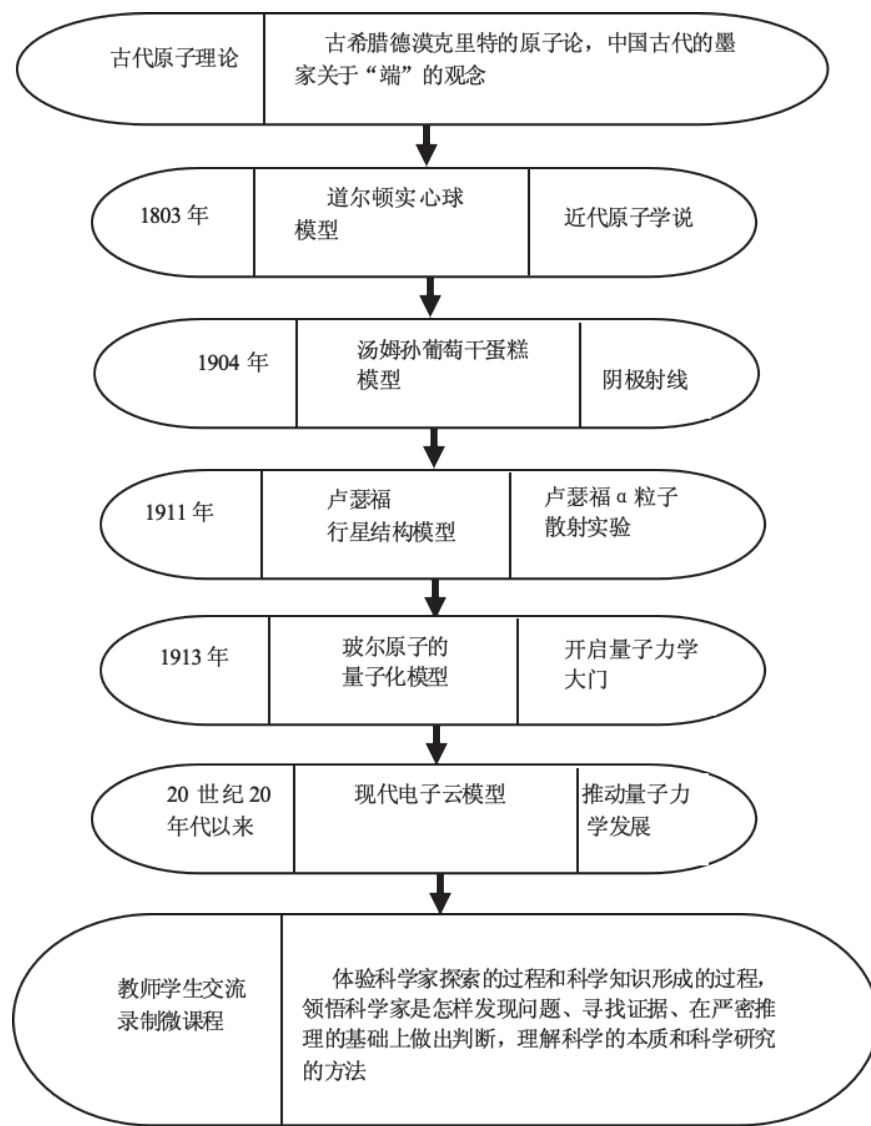 古代原子理论
古希腊德漠克里特的原子论，中国古代的墨
家关于“端”的观念
1803 年
道尔顿实心球
模型
近代原子学说
1904 年
汤姆孙葡萄干蛋糕
模型
阴极射线
1911 年
卢瑟福
行星结构模型
卢瑟福 α 粒子
散射实验
1913 年
玻尔原子的
量子化模型
开启量子力学
大门
20 世纪 20
年代以来
现代电子云模型
推动量子力
学发展
教师学生交流
录制微课程
体验科学家探索的过程和科学知识形成的过程，
领悟科学家是怎样发现问题、寻找证据、在严密推
理的基础上做出判断，理解科学的本质和科学研究
的方法